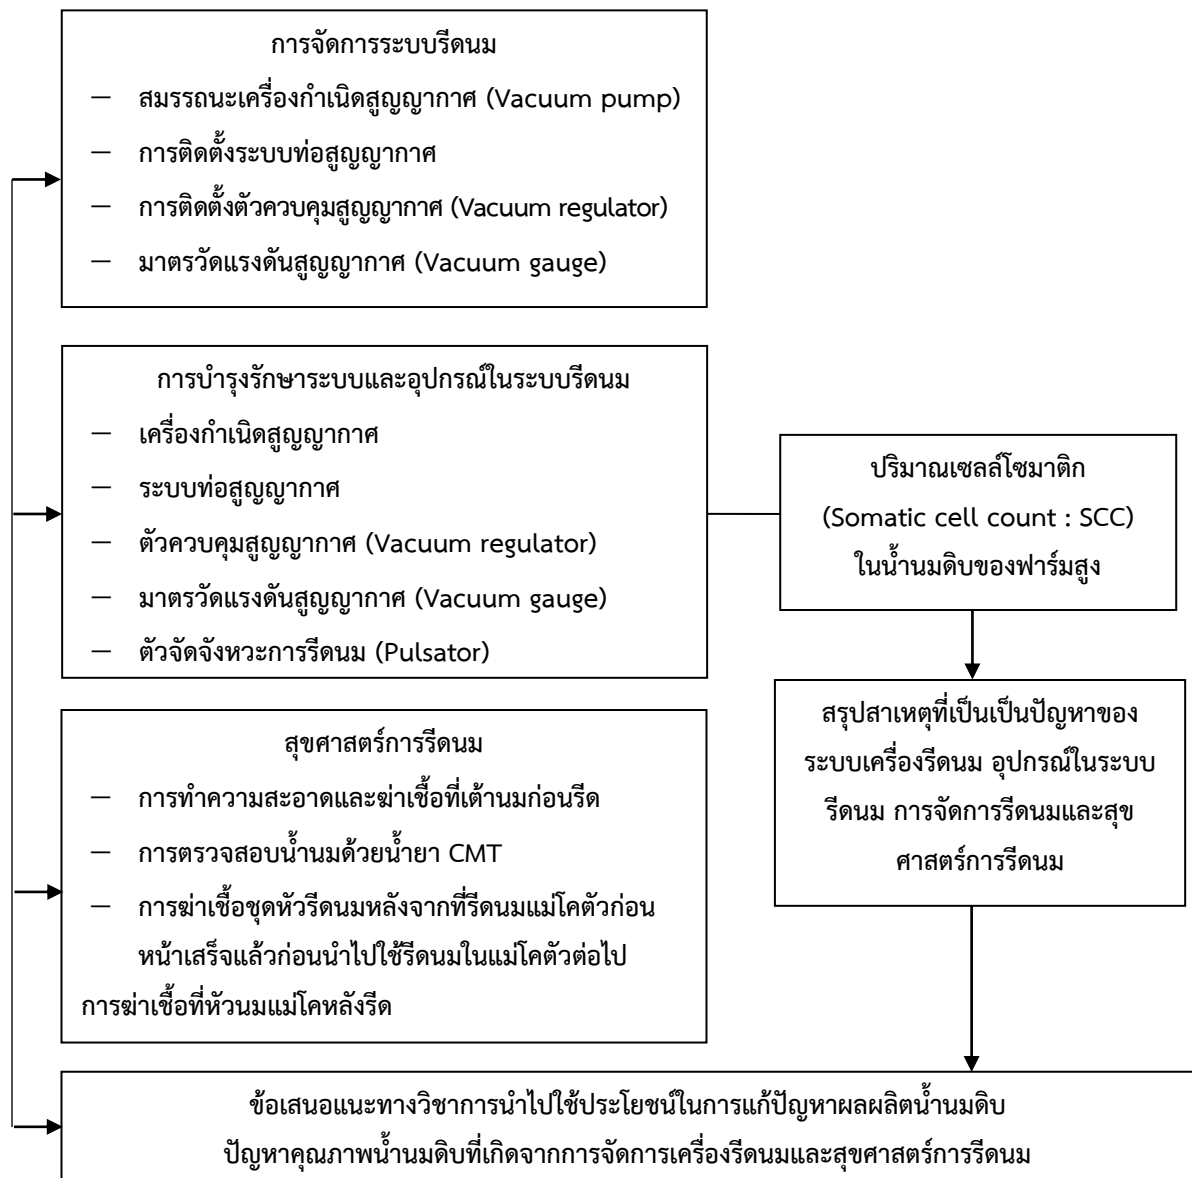 การจัดการระบบรีดนม
— สมรรถนะเครื่องกำเนิดสูญญากาศ (Vacuum pump)
— การติดตั้งระบบท่อสูญญากาศ
— การติดตั้งตัวควบคุมสูญญากาศ (Vacuum regulator)
— มาตรวัดแรงดันสูญญากาศ (Vacuum gauge)
การบำรุงรักษาระบบและอุปกรณ์ในระบบรีดนม
— เครื่องกำเนิดสูญญากาศ
— ระบบท่อสูญญากาศ
— ตัวควบคุมสูญญากาศ (Vacuum regulator)
— มาตรวัดแรงดันสูญญากาศ (Vacuum gauge)
— ตัวจัดจังหวะการรีดนม (Pulsator)
สุขศาสตร์การรีดนม
— การทำความสะอาดและฆ่าเชื้อที่เต้านมก่อนรีด
— การตรวจสอบน้ำนมด้วยน้ำยา CMT
— การฆ่าเชื้อชุดหัวรีดนมหลังจากที่รีดนมแม่โคตัวก่อน
หน้าเสร็จแล้วก่อนนำไปใช้รีดนมในแม่โคตัวต่อไป
การฆ่าเชื้อที่หัวนมแม่โคหลังรีด
ปริมาณเซลล์โซมาติก
(Somatic cell count : SCC)
ในน้ำนมดิบของฟาร์มสูง
สรุปสาเหตุที่เป็นเป็นปัญหาของ
ระบบเครื่องรีดนม อุปกรณ์ในระบบ
รีดนม การจัดการรีดนมและสุข
ศาสตร์การรีดนม
ข้อเสนอแนะทางวิชาการนำไปใช้ประโยชน์ในการแก้ปัญหาผลผลิตน้ำนมดิบ
ปัญหาคุณภาพน้ำนมดิบที่เกิดจากการจัดการเครื่องรีดนมและสุขศาสตร์การรีดนม